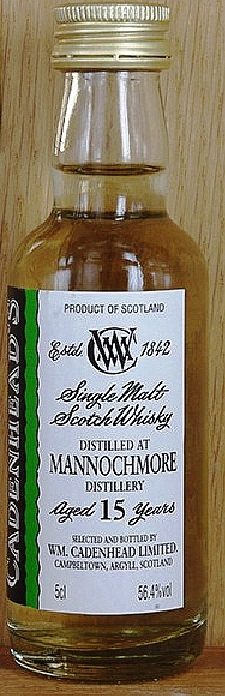 PRODUCT OF SCOTLAND
Estd. WC 1842
Single Malt
Scotch Whisky
DISTILLED AT
MANNOCHMORE
DISTILLERY
Aged 15 Years
SELECTED AND BOTTLED BY
WM. CADENHEAD LIMITED.
CAMPBELTOWN, ARGYLL, SCOTLAND
5cl 56.4%vol
CADENHEAD'S